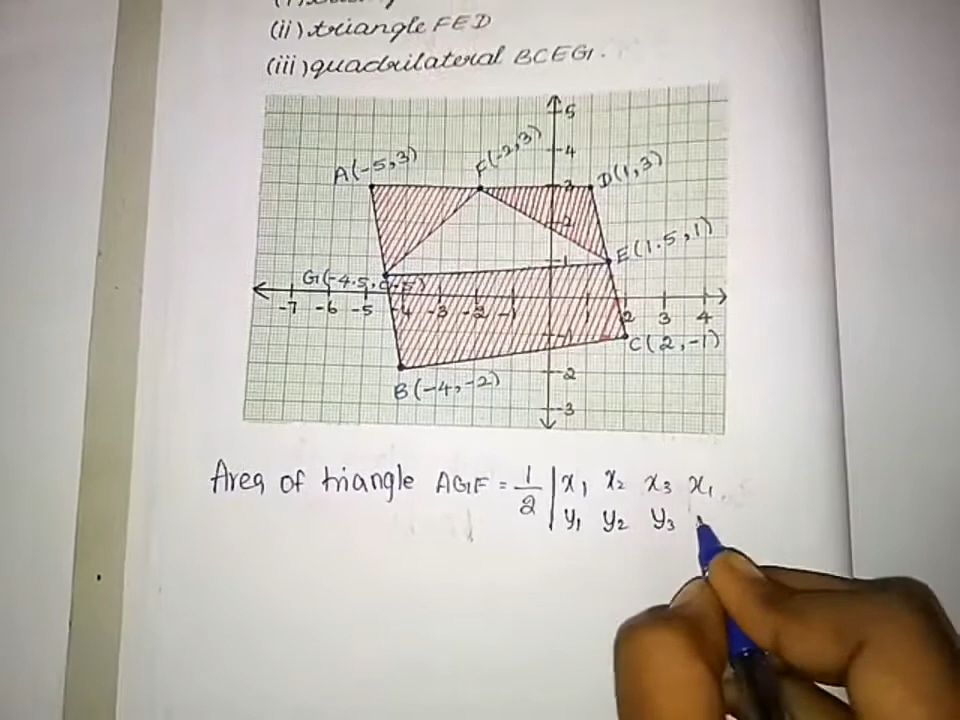 (ii) triangle FED
(iii) quadrilateral BCEG.
5
4
A(-5,3) F(-2,3) 3 D(1,3)
2
1 E(1.5,1)
G(-4.5,0.5)
-7 -6 -5 -4 -3 -2 -1 1 2 3 4
-1 C(2,-1)
B(-4,-2) -2
-3
Area of triangle AGF = 1/2 | x₁ x₂ x₃ x₁
y₁ y₂ y₃